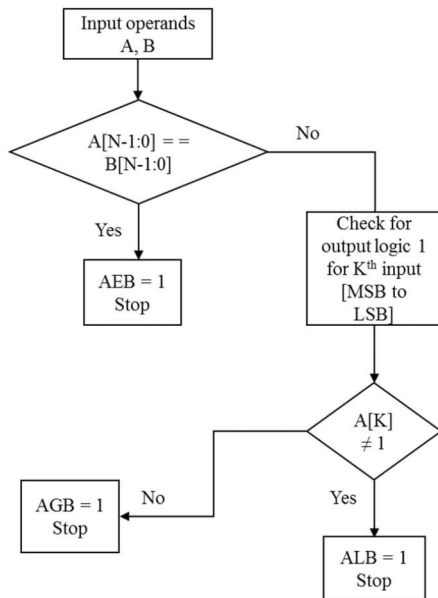 Input operands
A, B
A[N-1:0] = =
B[N-1:0]
No
Yes
Check for
output logic 1
for Kth input
[MSB to
LSB]
AEB = 1
Stop
A[K]
≠ 1
No
Yes
AGB = 1
Stop
ALB = 1
Stop